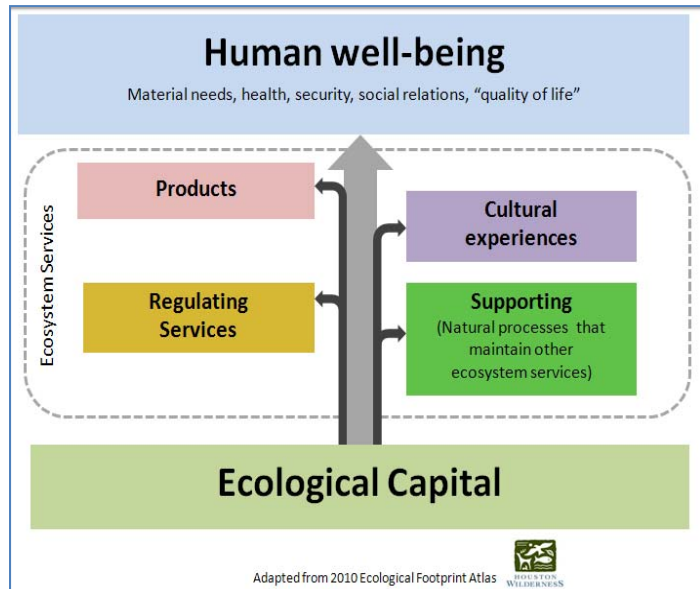 Human well-being
Material needs, health, security, social relations, “quality of life”
Ecosystem Services
Products
Cultural
experiences
Regulating
Services
Supporting
(Natural processes that
maintain other
ecosystem services)
Ecological Capital
Adapted from 2010 Ecological Footprint Atlas
HOUSTON
WILDERNESS